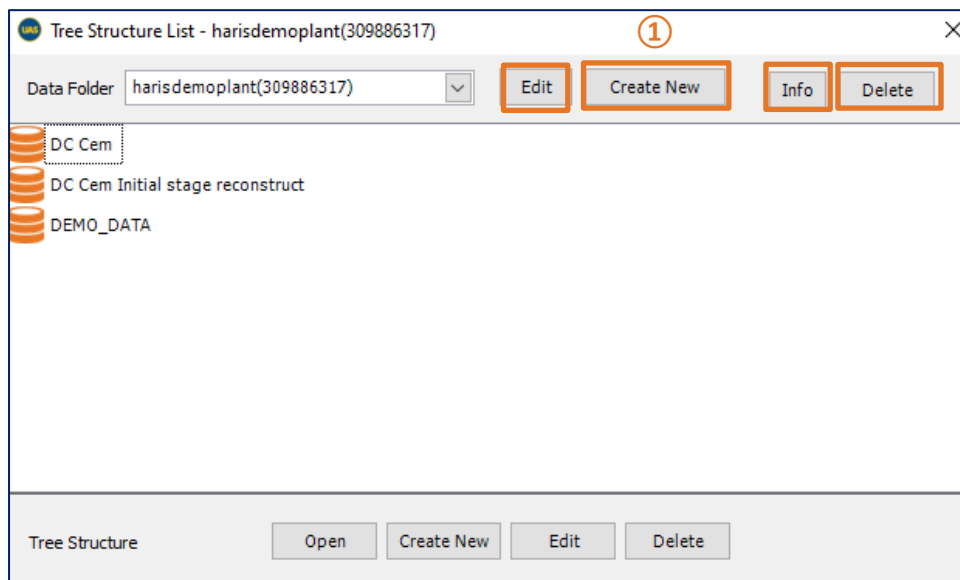 UAS Tree Structure List - harisdemoplant(309886317)
①
Data Folder harisdemoplant(309886317) Edit Create New Info Delete
DC Cem
DC Cem Initial stage reconstruct
DEMO_DATA
Tree Structure Open Create New Edit Delete